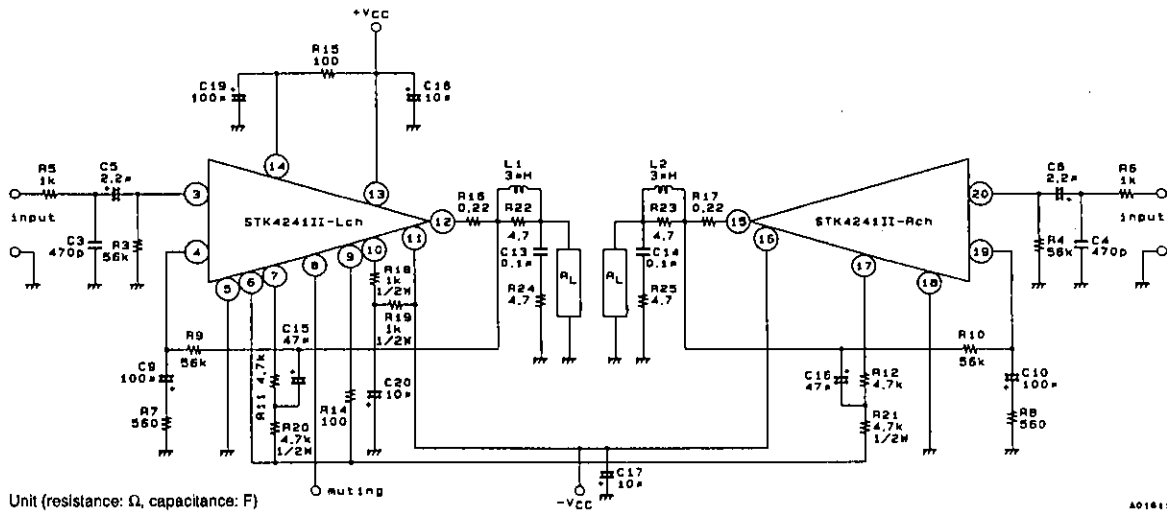 +VCC
R15
100
C19
100µ
C18
10µ
R5
1k
C5
2.2µ
input
C3
470p
R3
56k
3
4
14
13
STK4241II-Lch
12
11
10
9
8
7
6
5
R16
0.22
L1
3µH
R22
4.7
C13
0.1µ
R24
4.7
RL
L2
3µH
R23
4.7
R17
0.22
C14
0.1µ
R25
4.7
RL
15
16
17
18
STK4241II-Rch
20
19
C6
2.2µ
R6
1k
input
R4
56k
C4
470p
R18
1k
1/2W
R19
1k
1/2W
C20
10µ
R9
56k
C9
100µ
R7
560
C15
47µ
R11 4.7k
R20
4.7k
1/2W
R14
100
muting
-VCC
C17
10µ
C16
47µ
R12
4.7k
R21
4.7k
1/2W
R10
56k
C10
100µ
R8
560
Unit (resistance: Ω, capacitance: F)